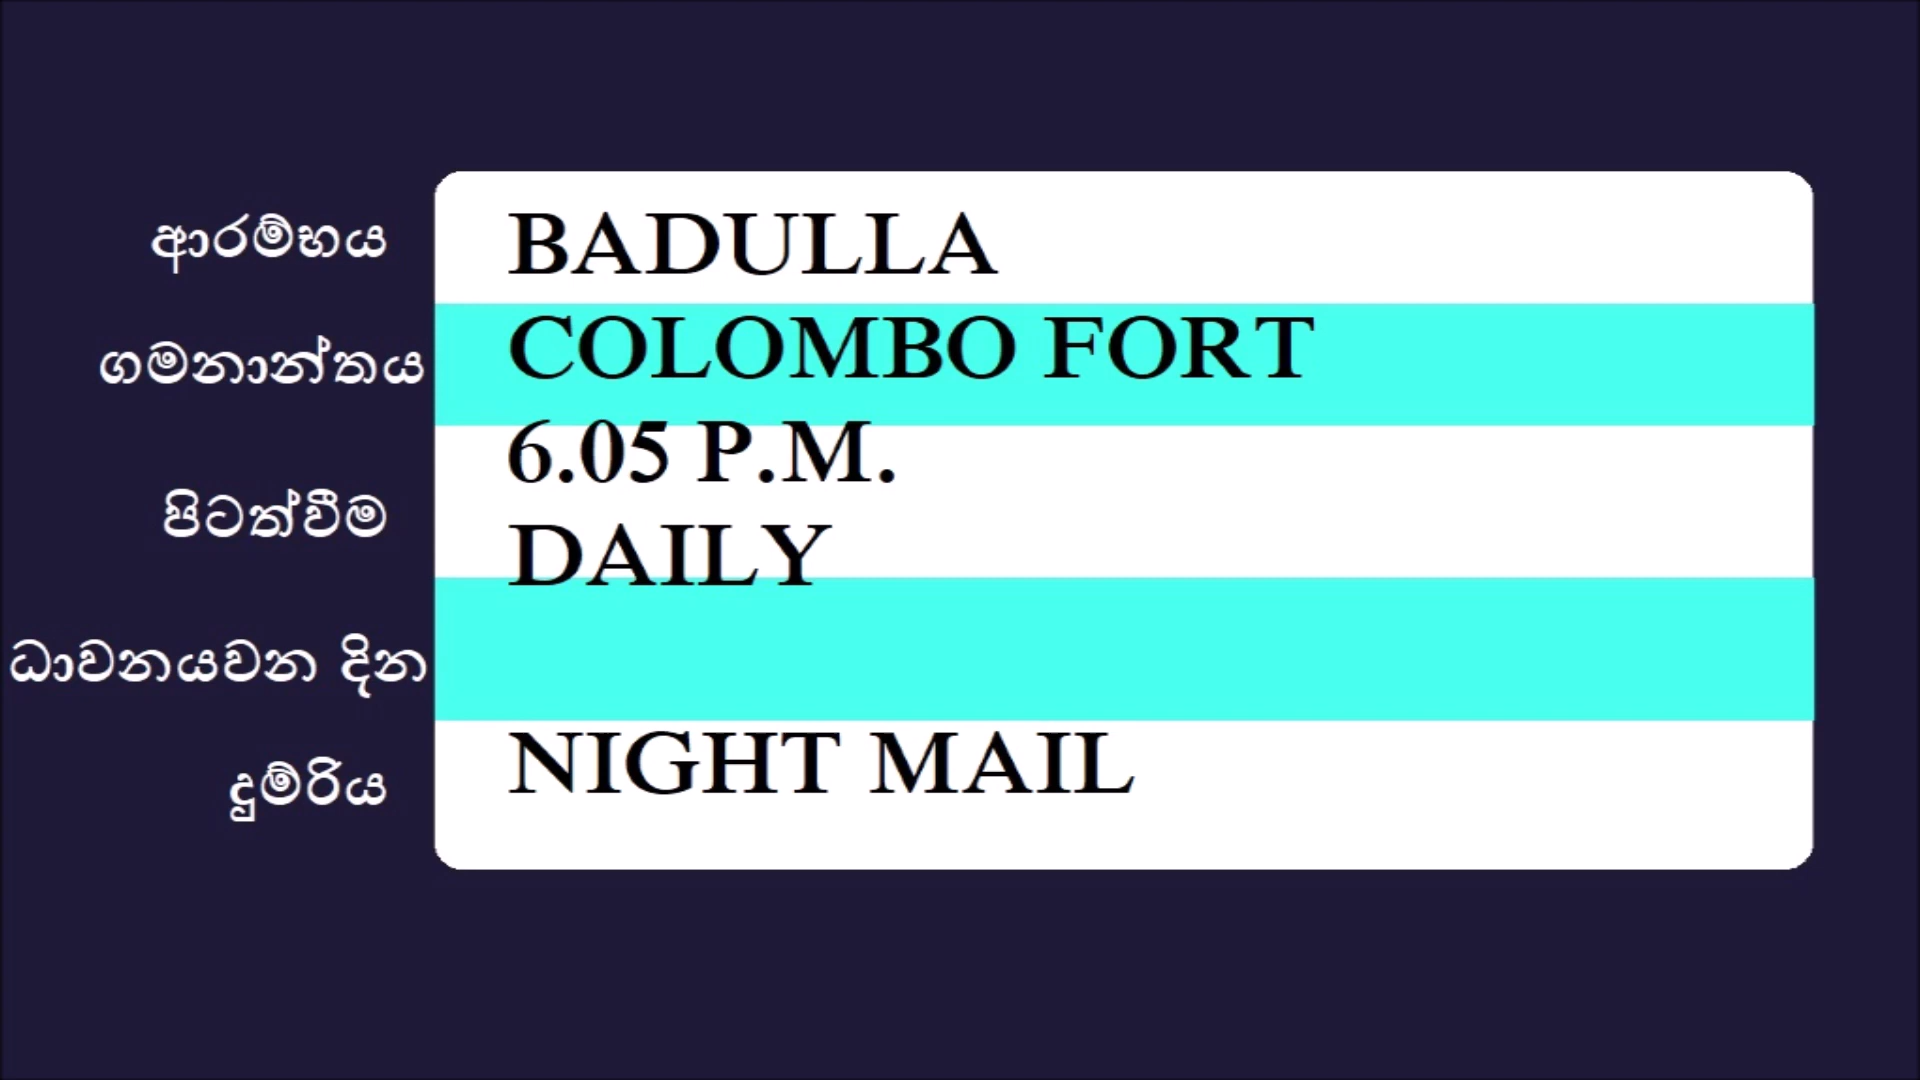 ආරම්භය
BADULLA
ගමනාන්තය
COLOMBO FORT
6.05 P.M.
පිටත්වීම
DAILY
ධාවනයවන දින
NIGHT MAIL
දුම්රිය